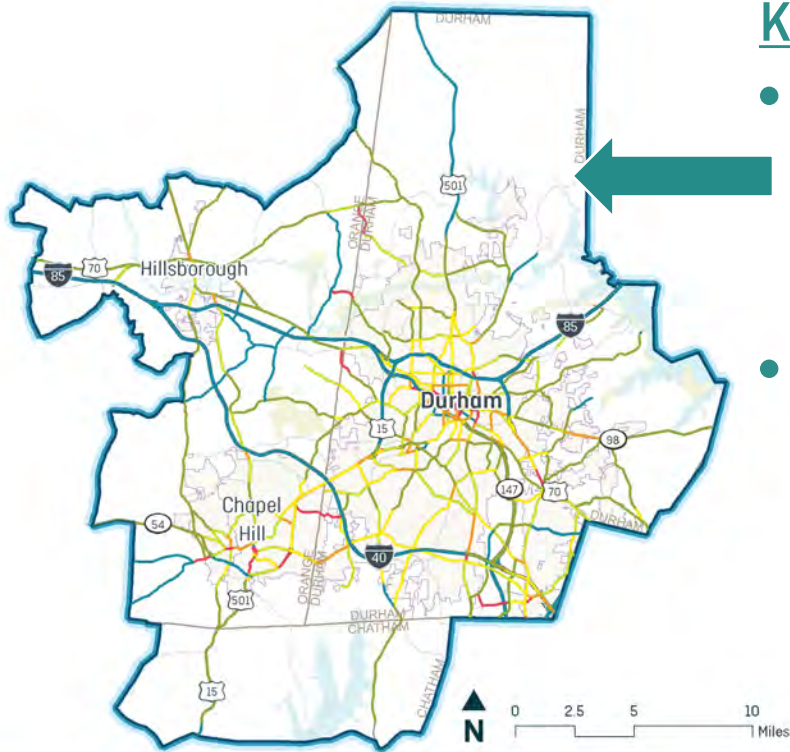 DURHAM
K
DURHAM
501
ORANGE
DURHAM
70
Hillsborough
85
85
Durham
15
98
147
70
Chapel
Hill
54
DURHAM
40
ORANGE
DURHAM
501
DURHAM
CHATHAM
15
CHATHAM
N
0 2.5 5 10
Miles